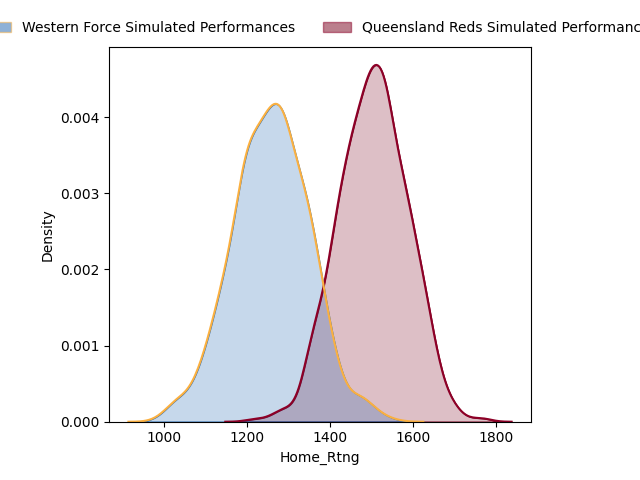 Western Force Simulated Performances Queensland Reds Simulated Performanc
0.004
0.003
0.002
0.001
0.000
Density
1000 1200 1400 1600 1800
Home_Rtng